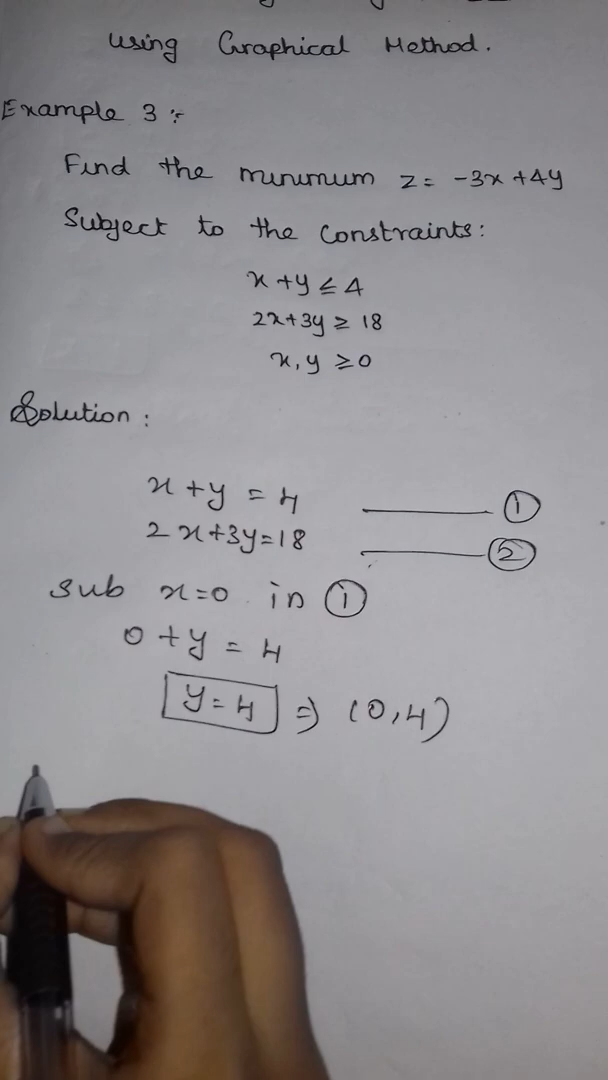 using Graphical Method.
Example 3 :-
Find the minimum z = -3x + 4y
Subject to the constraints:
x + y ≤ 4
2x + 3y ≥ 18
x, y ≥ 0
Solution :
x + y = 4 ——— ①
2x + 3y = 18 ——— ②
sub x = 0 in ①
0 + y = 4
y = 4 ⇒ (0, 4)